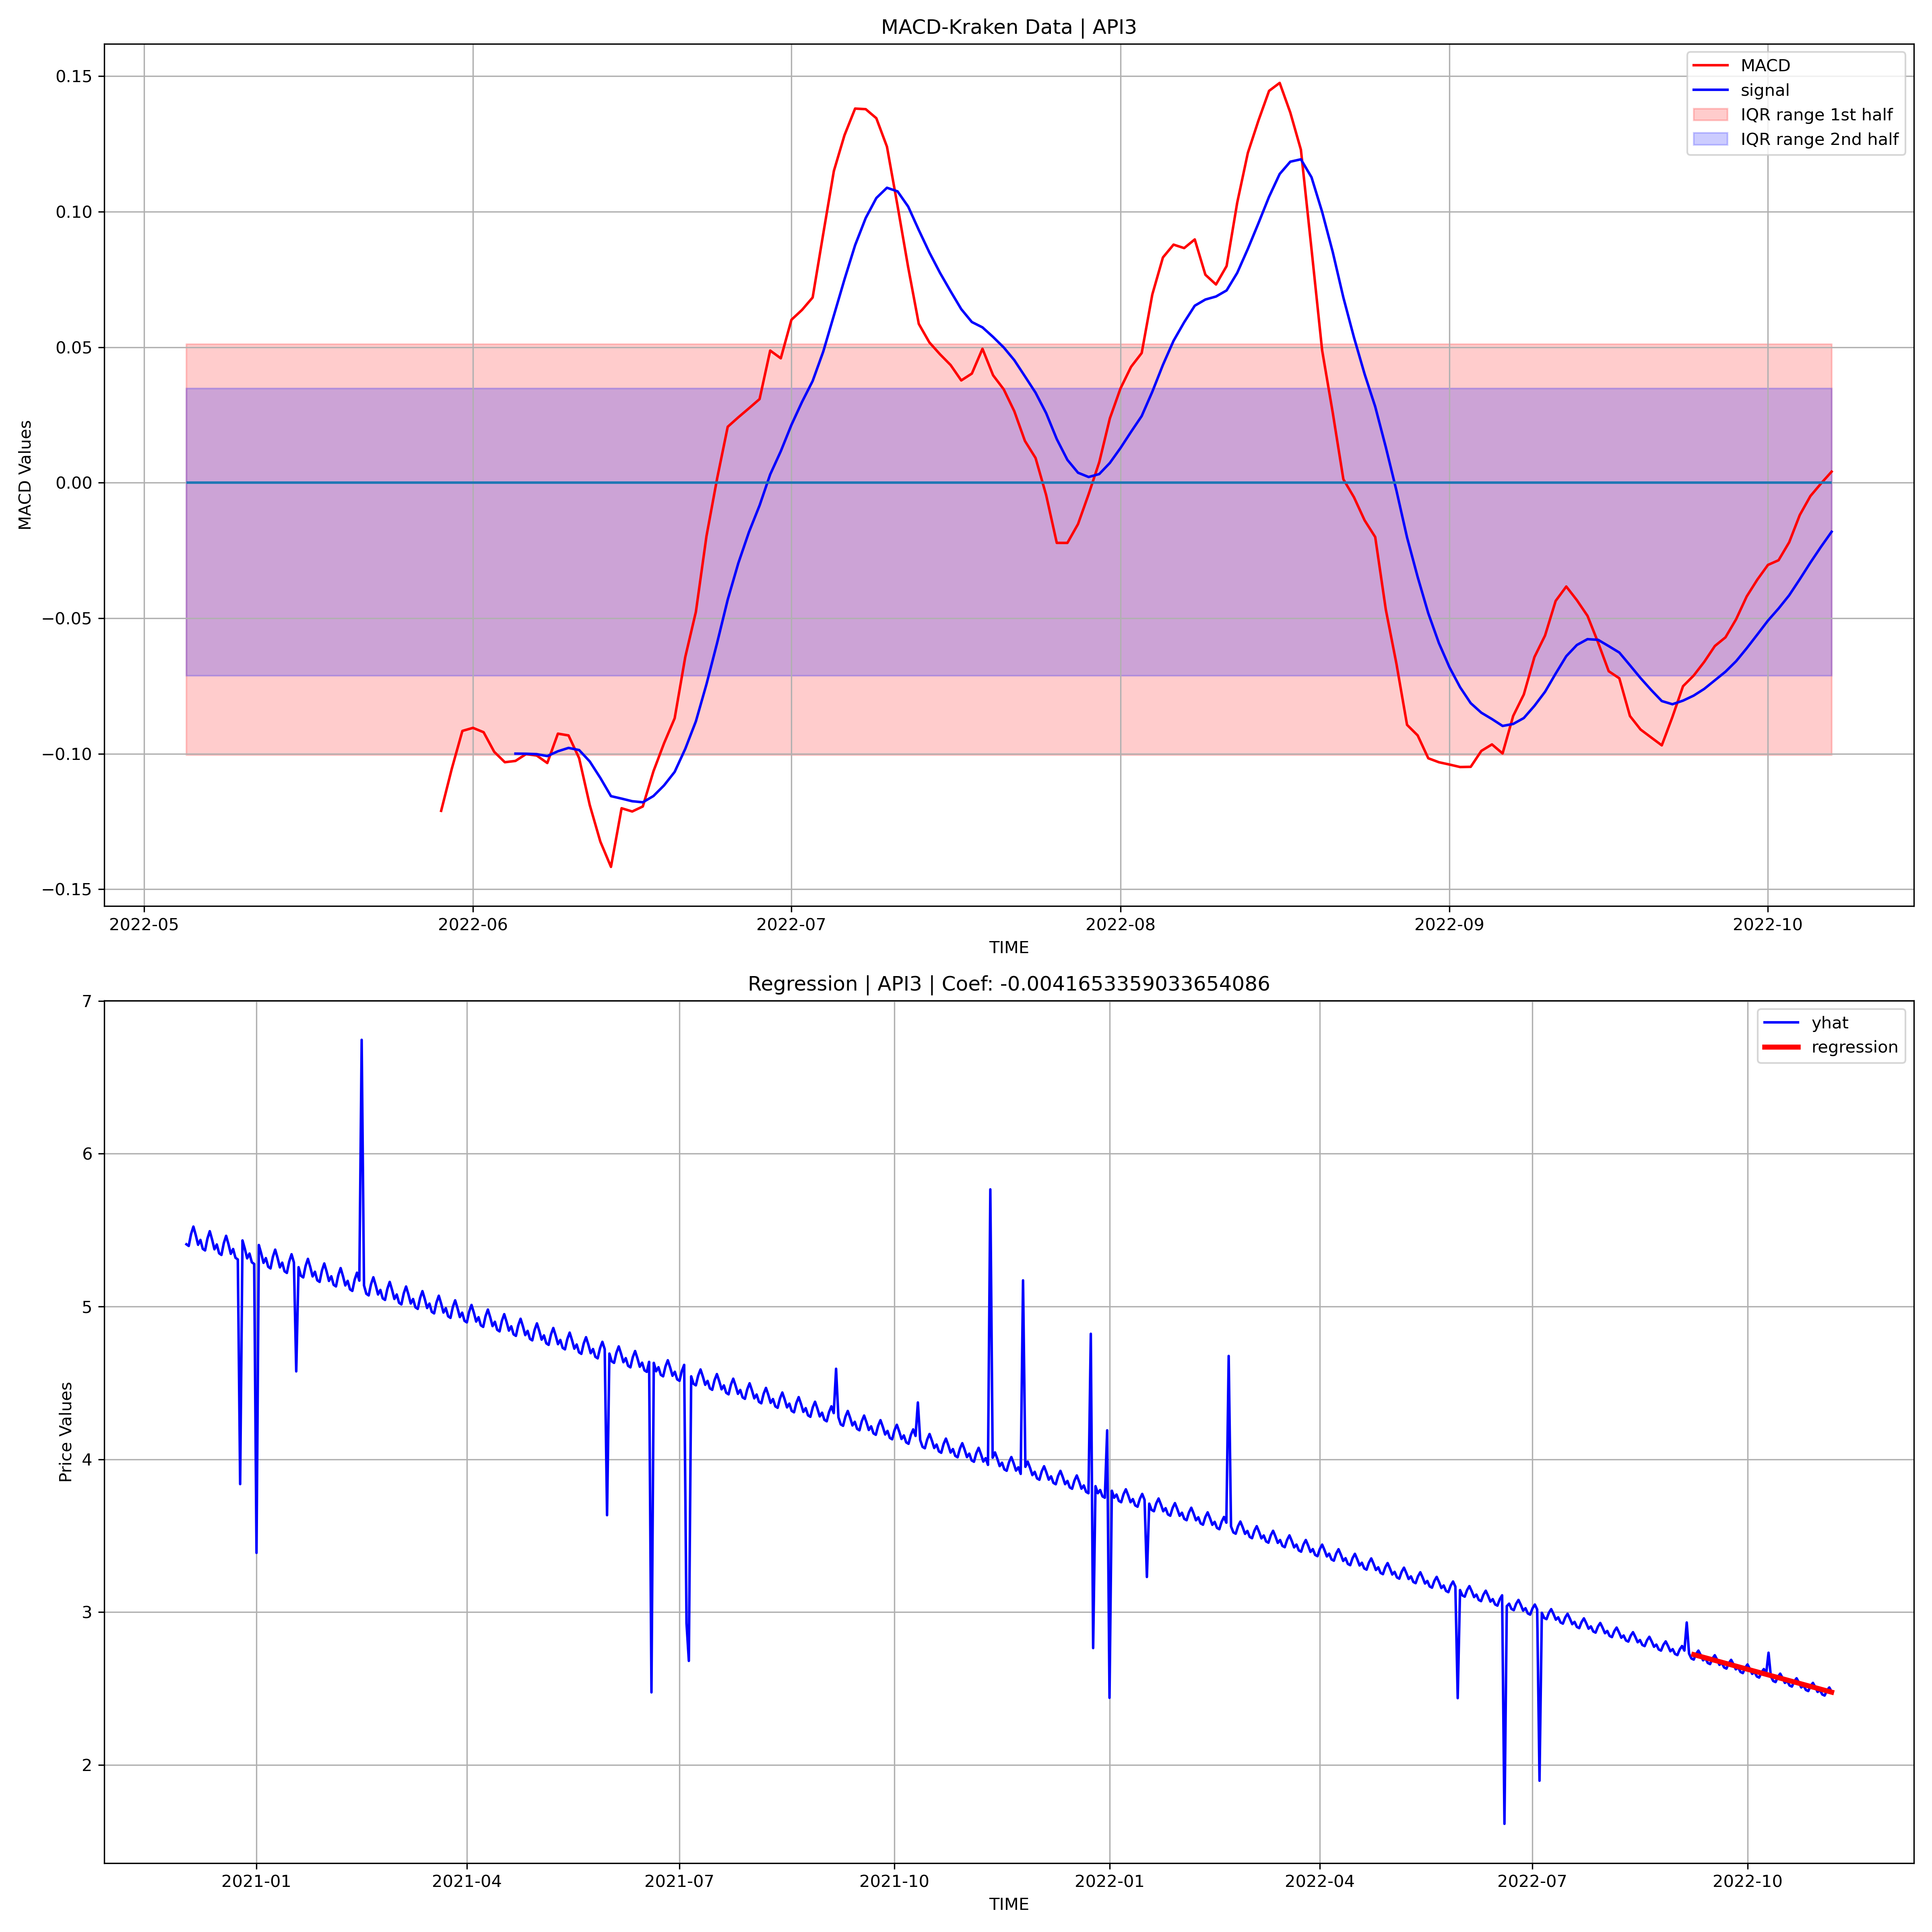 MACD-Kraken Data | API3
MACD
signal
IQR range 1st half
IQR range 2nd half
MACD Values
0.15
0.10
0.05
0.00
−0.05
−0.10
−0.15
2022-05 2022-06 2022-07 2022-08 2022-09 2022-10
TIME
Regression | API3 | Coef: -0.0041653359033654086
yhat
regression
Price Values
7
6
5
4
3
2
2021-01 2021-04 2021-07 2021-10 2022-01 2022-04 2022-07 2022-10
TIME